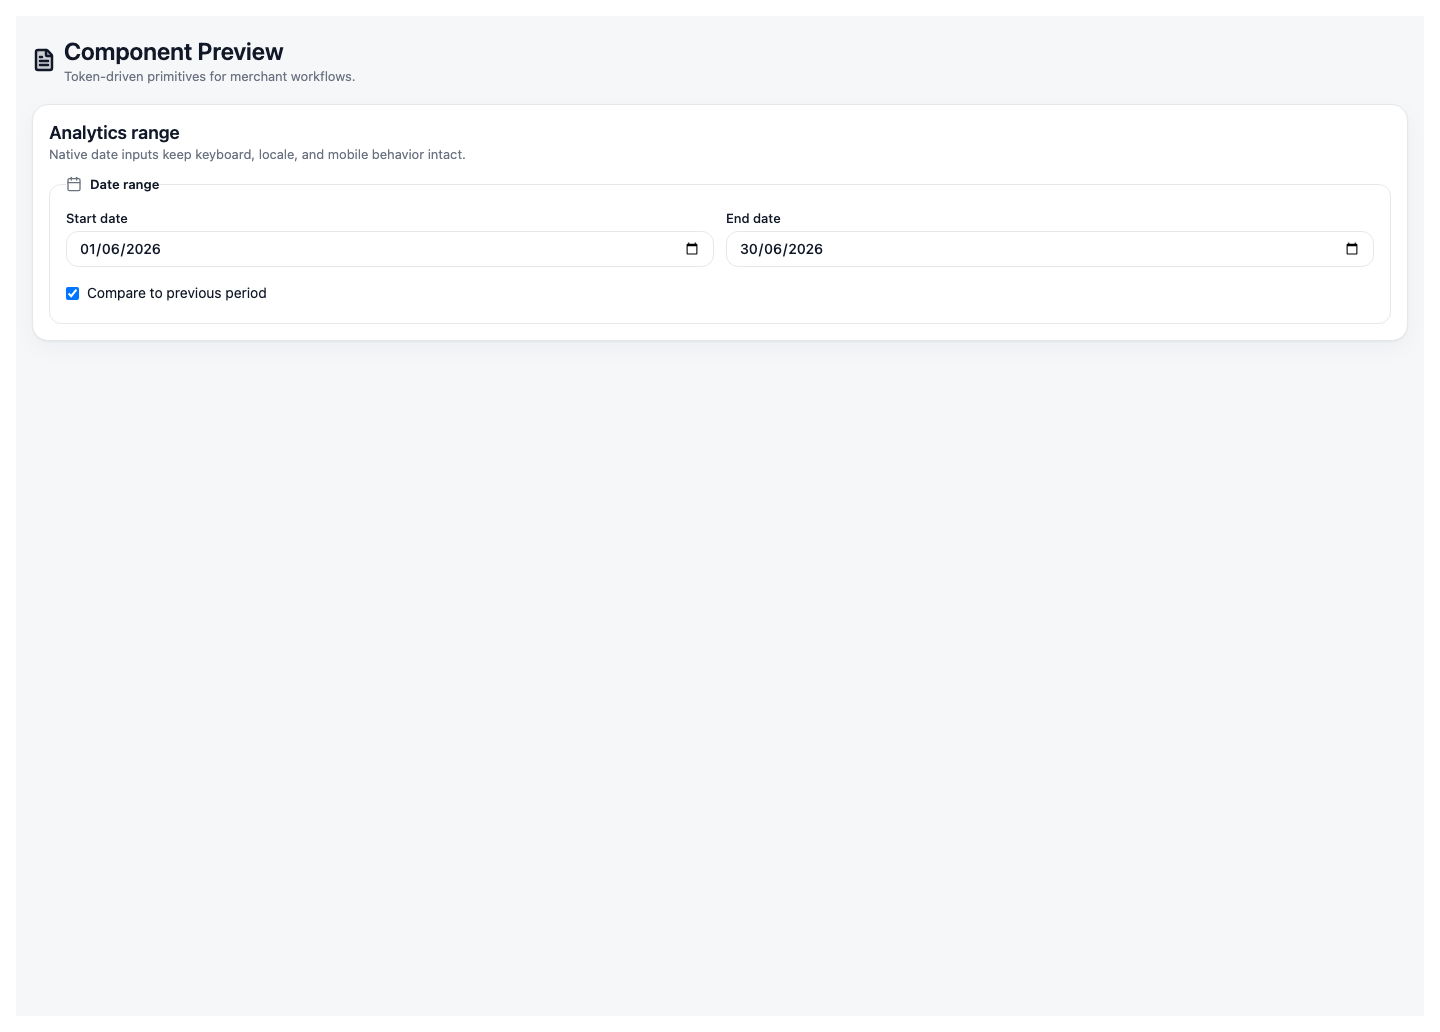 Component Preview
Token-driven primitives for merchant workflows.
Analytics range
Native date inputs keep keyboard, locale, and mobile behavior intact.
Date range
Start date
End date
01/06/2026
30/06/2026
Compare to previous period